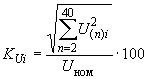 K_{Ui} = \frac{\sqrt{\sum_{n=2}^{40} U_{(n)i}^{2}}}{U_{ном}} \cdot 100